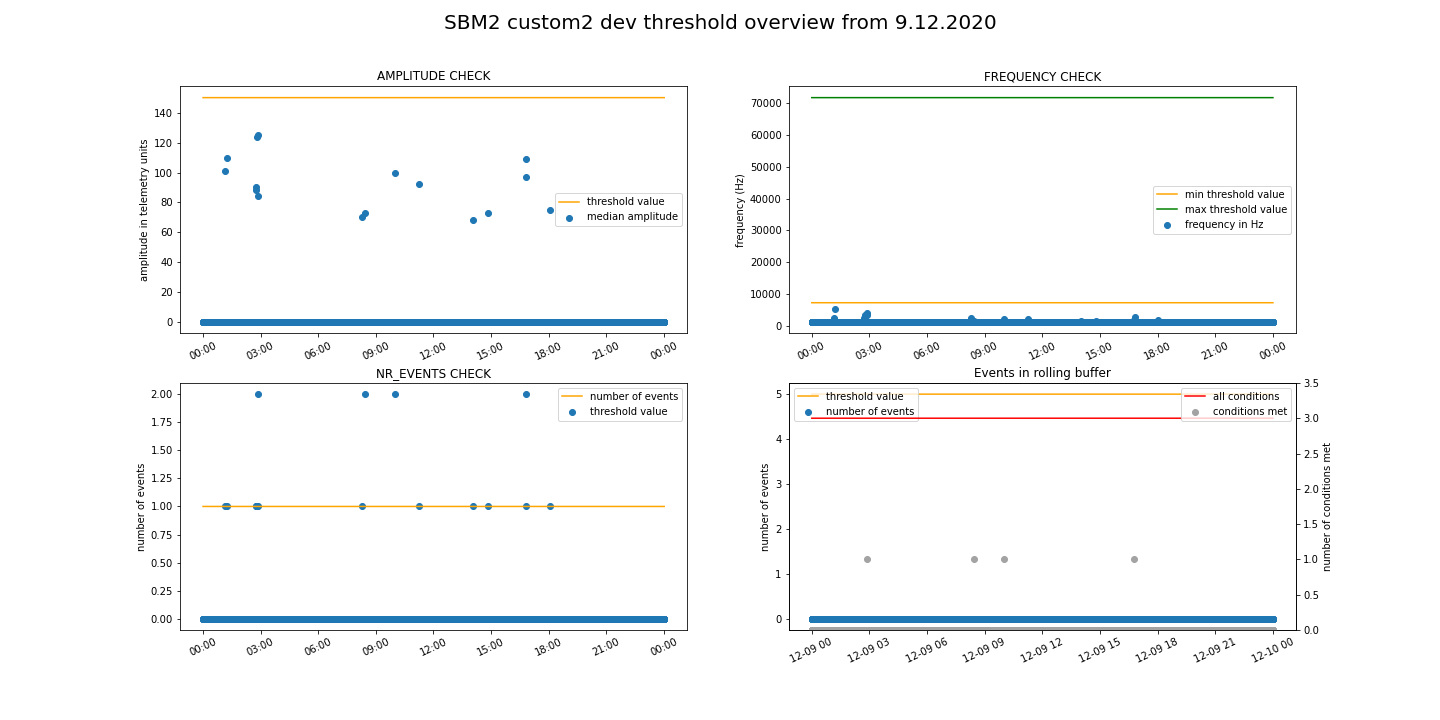 SBM2 custom2 dev threshold overview from 9.12.2020
AMPLITUDE CHECK
amplitude in telemetry units
140
120
100
80
60
40
20
0
threshold value
median amplitude
00:00 03:00 06:00 09:00 12:00 15:00 18:00 21:00 00:00
FREQUENCY CHECK
frequency (Hz)
70000
60000
50000
40000
30000
20000
10000
0
min threshold value
max threshold value
frequency in Hz
00:00 03:00 06:00 09:00 12:00 15:00 18:00 21:00 00:00
NR_EVENTS CHECK
number of events
2.00
1.75
1.50
1.25
1.00
0.75
0.50
0.25
0.00
number of events
threshold value
00:00 03:00 06:00 09:00 12:00 15:00 18:00 21:00 00:00
Events in rolling buffer
number of events
5
4
3
2
1
0
threshold value
number of events
all conditions
conditions met
3.5
3.0
2.5
2.0
1.5
1.0
0.5
0.0
number of conditions met
12-09 00 12-09 03 12-09 06 12-09 09 12-09 12 12-09 15 12-09 18 12-09 21 12-10 00